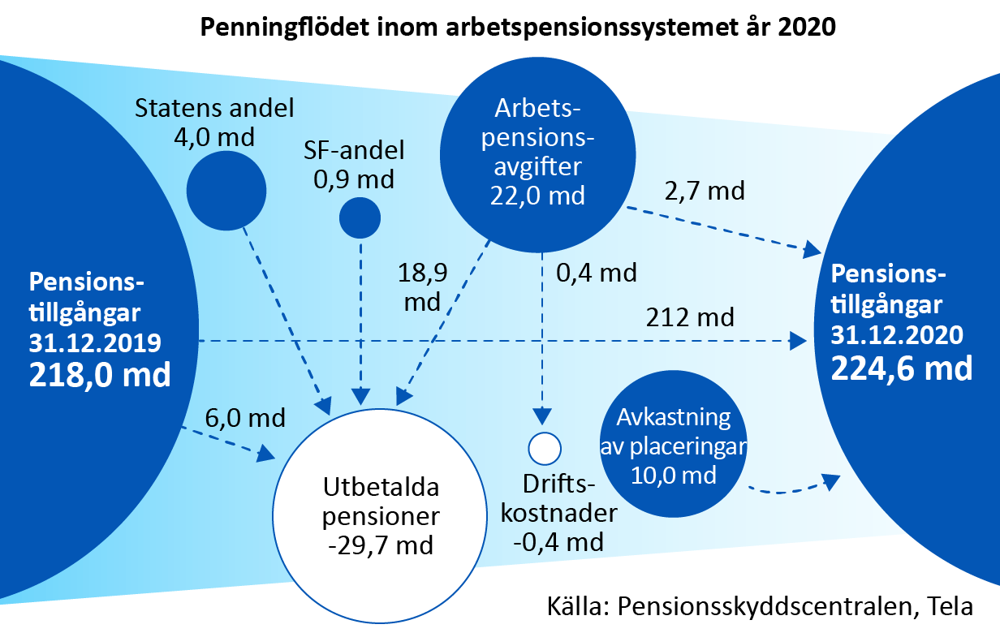 Penningflödet inom arbetspensionssystemet år 2020
Statens andel
4,0 md
SF-andel
0,9 md
Arbets-
pensions-
avgifter
22,0 md
2,7 md
18,9
md
0,4 md
Pensions-
tillgångar
31.12.2019
218,0 md
212 md
Pensions-
tillgångar
31.12.2020
224,6 md
6,0 md
Avkastning
av placeringar
10,0 md
Utbetalda
pensioner
-29,7 md
Drifts-
kostnader
-0,4 md
Källa: Pensionsskyddscentralen, Tela